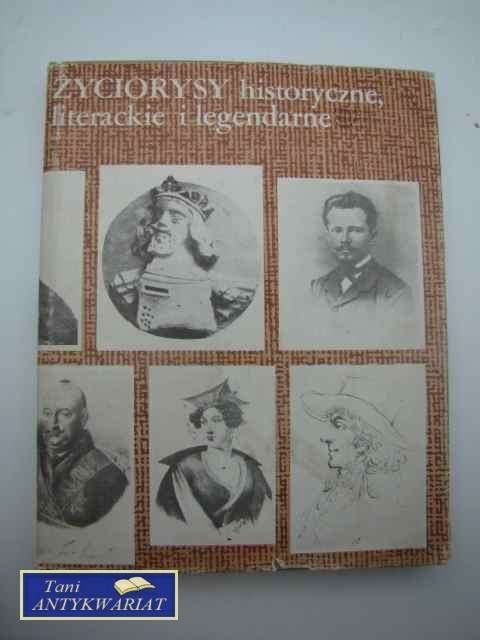 ŻYCIORYSY historyczne,
literackie i legendarne
Tani
ANTYKWARIAT